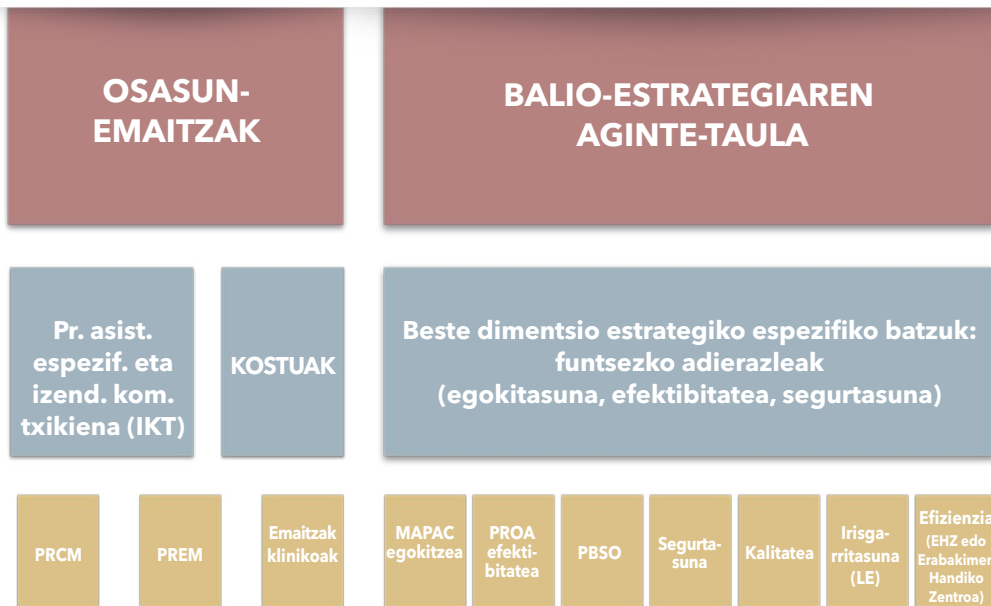 OSASUN-
EMAITZAK
BALIO-ESTRATEGIAREN
AGINTE-TAULA
Pr. asist.
espezif. eta
izend. kom.
txikiena (IKT)
KOSTUAK
Beste dimentsio estrategiko espezifiko batzuk:
funtsezko adierazleak
(egokitasuna, efektibitatea, segurtasuna)
PRCM
PREM
Emaitzak
klinikoak
MAPAC
egokitzea
PROA
efekti-
bitatea
PBSO
Segurta-
suna
Kalitatea
Irisga-
rritasuna
(LE)
Efizienzia
(EHZ edo
Erabakimen
Handiko
Zentroa)